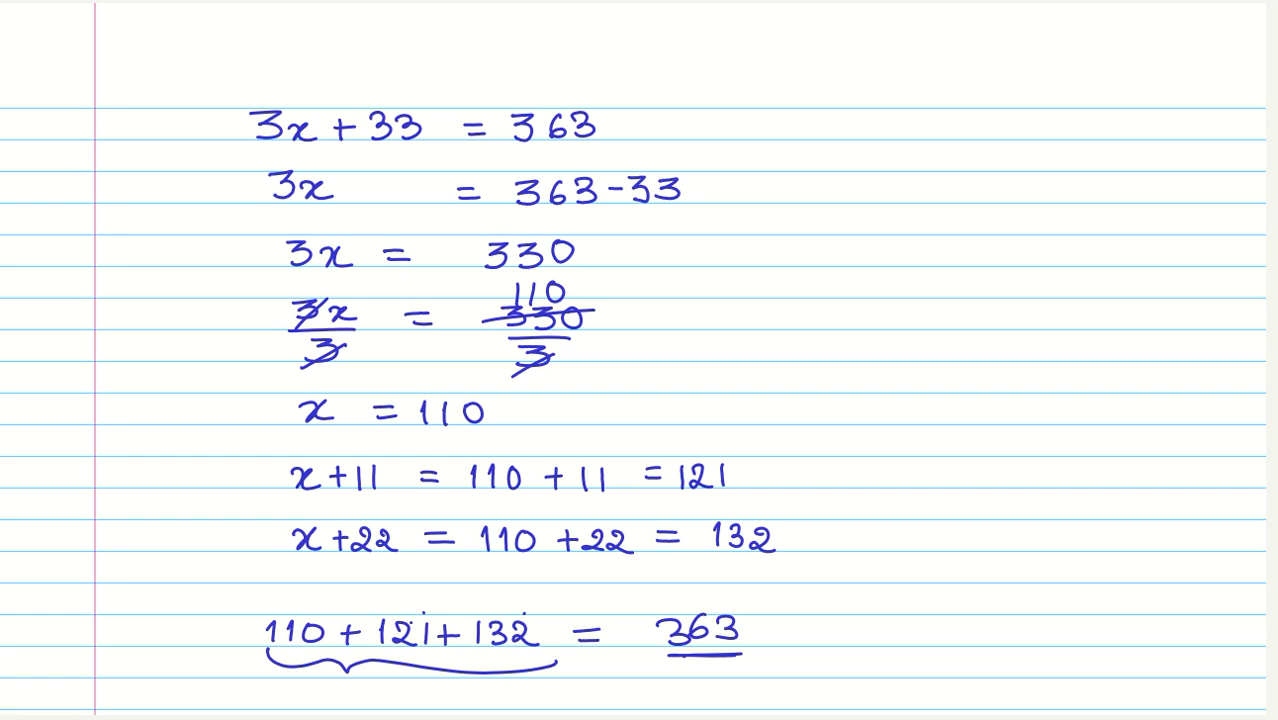 3x + 33 = 363
3x = 363 - 33
3x = 330
3x/3 = 330/3 110
x = 110
x + 11 = 110 + 11 = 121
x + 22 = 110 + 22 = 132
110 + 121 + 132 = 363